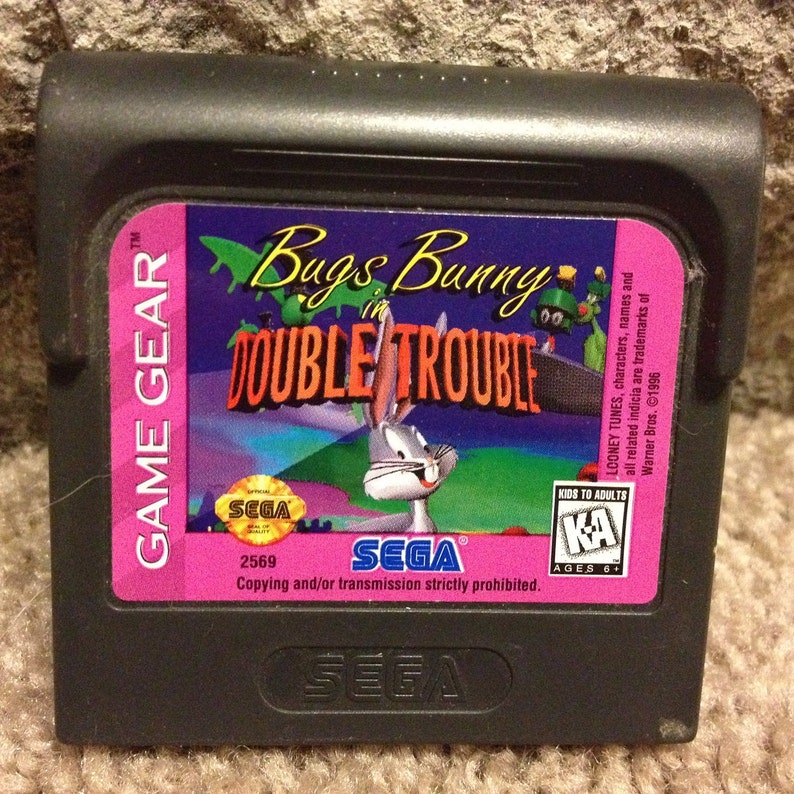 GAME GEAR™
Bugs Bunny
in
DOUBLE TROUBLE
LOONEY TUNES, characters, names and
all related indicia are trademarks of
Warner Bros. ©1996
OFFICIAL
SEGA
SEAL OF
QUALITY
2569
SEGA®
KIDS TO ADULTS
K-A
™
AGES 6+
Copying and/or transmission strictly prohibited.
SEGA